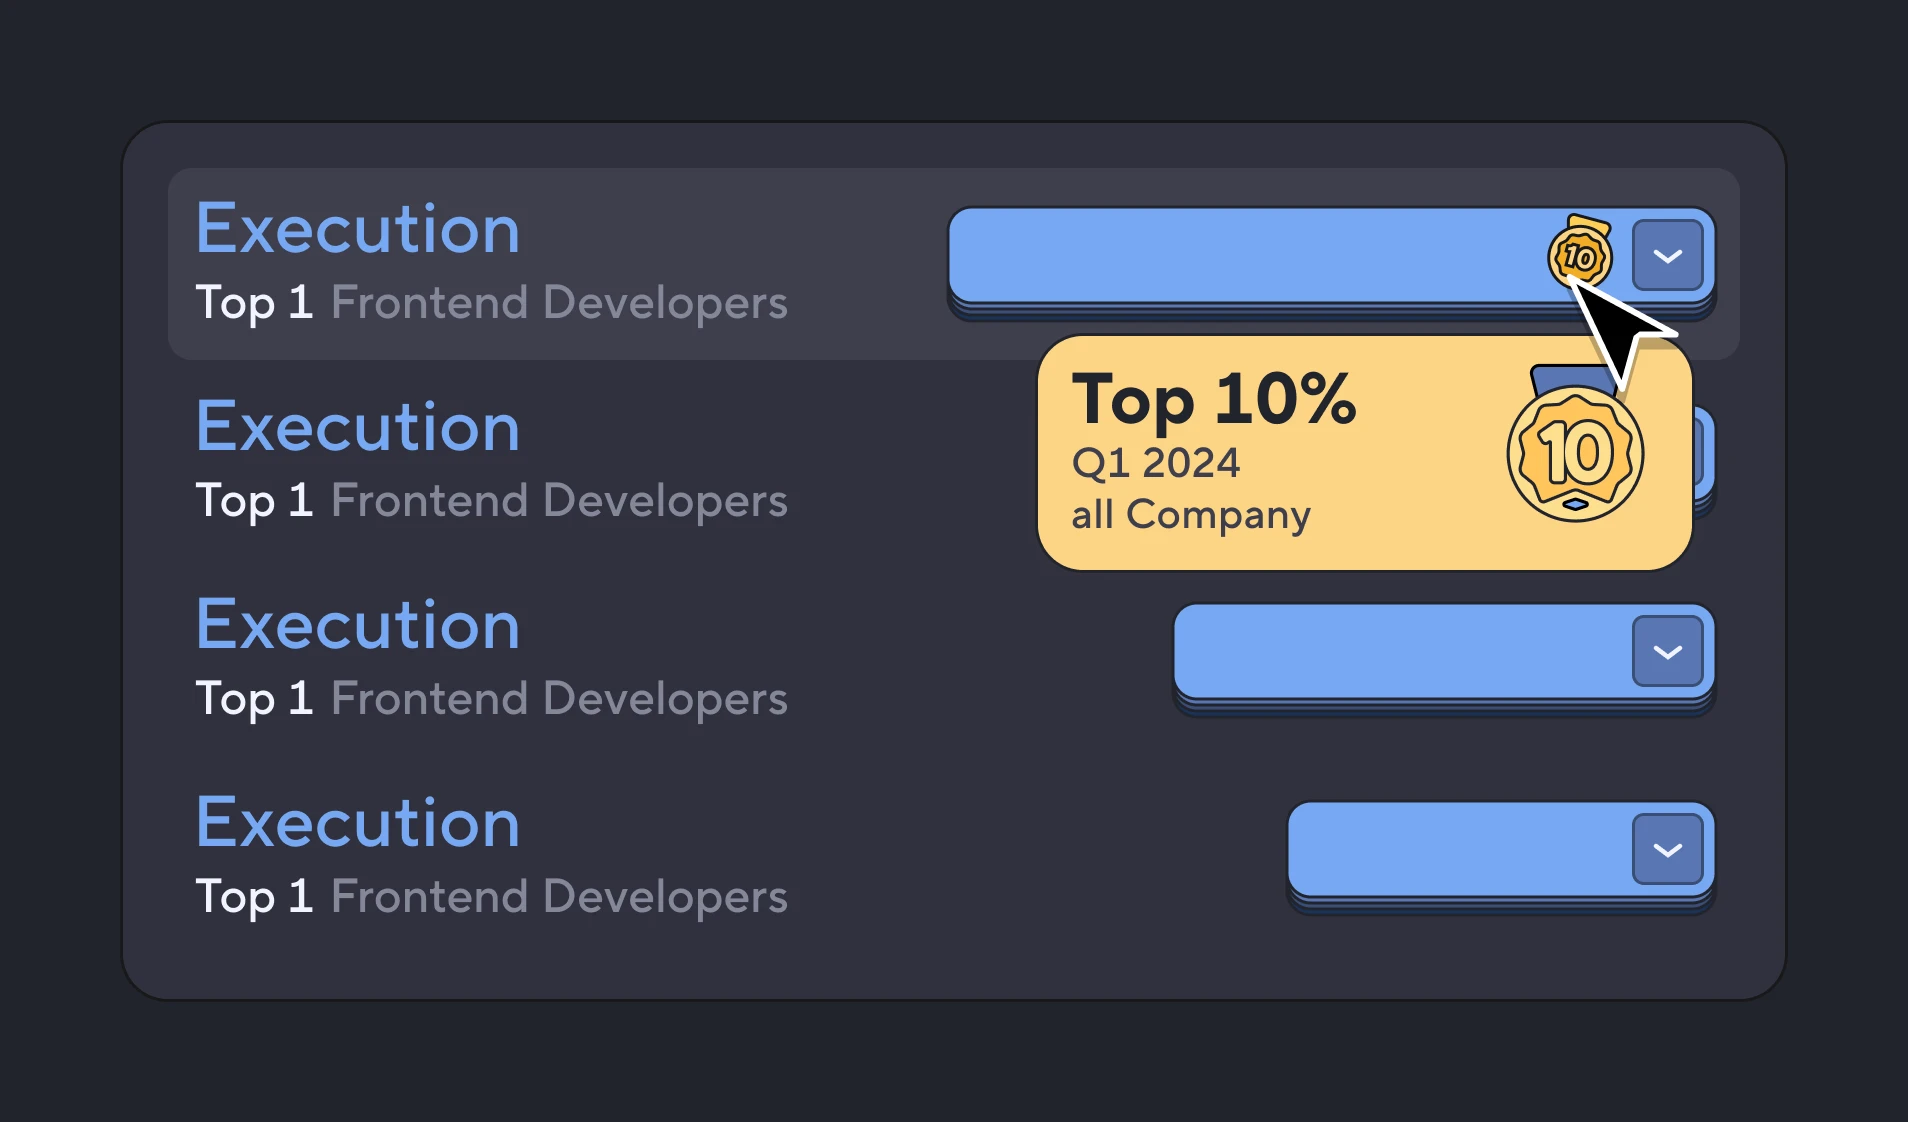 Execution
Top 1 Frontend Developers
10
Top 10%
Q1 2024
all Company
10
Execution
Top 1 Frontend Developers
Execution
Top 1 Frontend Developers
Execution
Top 1 Frontend Developers